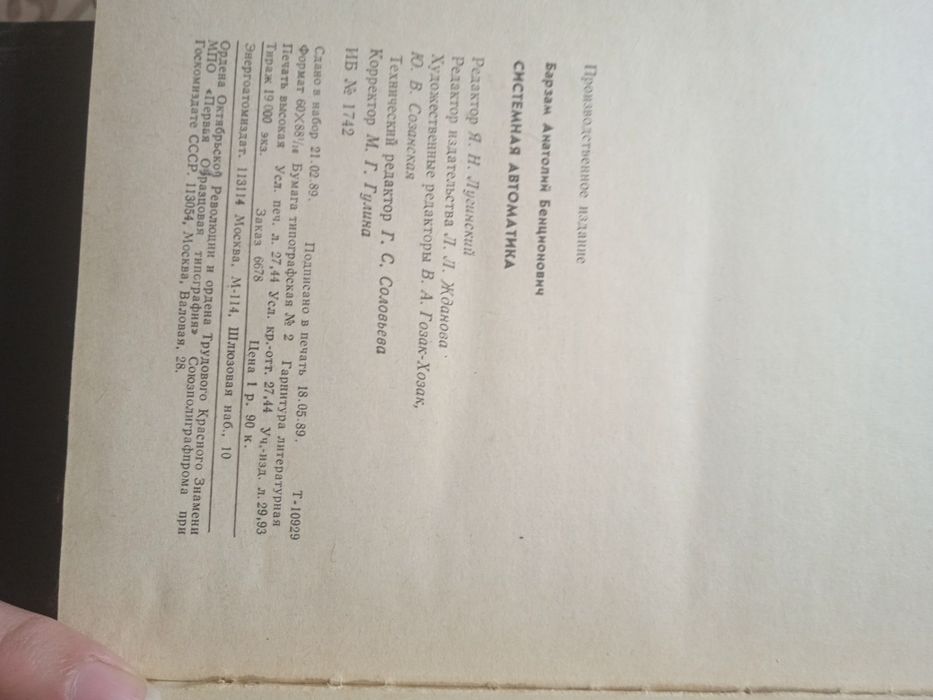 Производственное издание
Барзам Анатолий Бенционович
СИСТЕМНАЯ АВТОМАТИКА
Редактор Я. Н. Лусинский
Редактор издательства Л. Л. Жданова
Художественные редакторы В. А. Гозак-Хозак,
Ю. В. Созанская
Технический редактор Г. С. Соловьева
Корректор М. Г. Гулина
ИБ № 1742
Сдано в набор 21.02.89. Подписано в печать 18.05.89. Т-10929
Формат 60×88¹/₁₆ Бумага типографская № 2 Гарнитура литературная
Печать высокая Усл. печ. л. 27,44 Усл. кр.-отт. 27,44 Уч.-изд. л. 29,93
Тираж 19 000 экз. Заказ 6678 Цена 1 р. 90 к.
Энергоатомиздат. 113114 Москва, М-114, Шлюзовая наб., 10
Ордена Октябрьской Революции и ордена Трудового Красного Знамени
МПО «Первая Образцовая типография» Союзполиграфпрома при
Госкомиздате СССР. 113054, Москва, Валовая, 28.